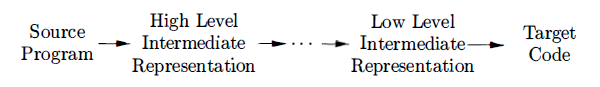 Source
Program
High Level
Intermediate
Representation
...
Low Level
Intermediate
Representation
Target
Code